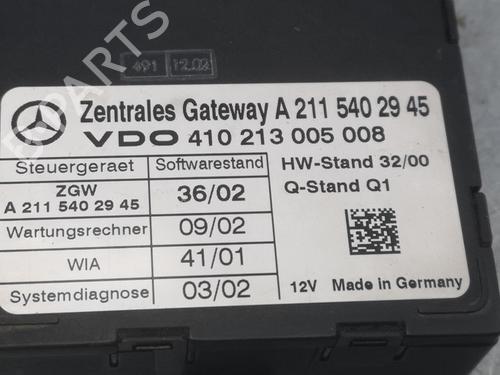 491 12.02
Zentrales Gateway A 211 540 29 45
VDO 410 213 005 008
Steuergeraet Softwarestand HW-Stand 32/00
ZGW 36/02 Q-Stand Q1
A 211 540 29 45
Wartungsrechner 09/02
WIA 41/01
Systemdiagnose 03/02 12V Made in Germany